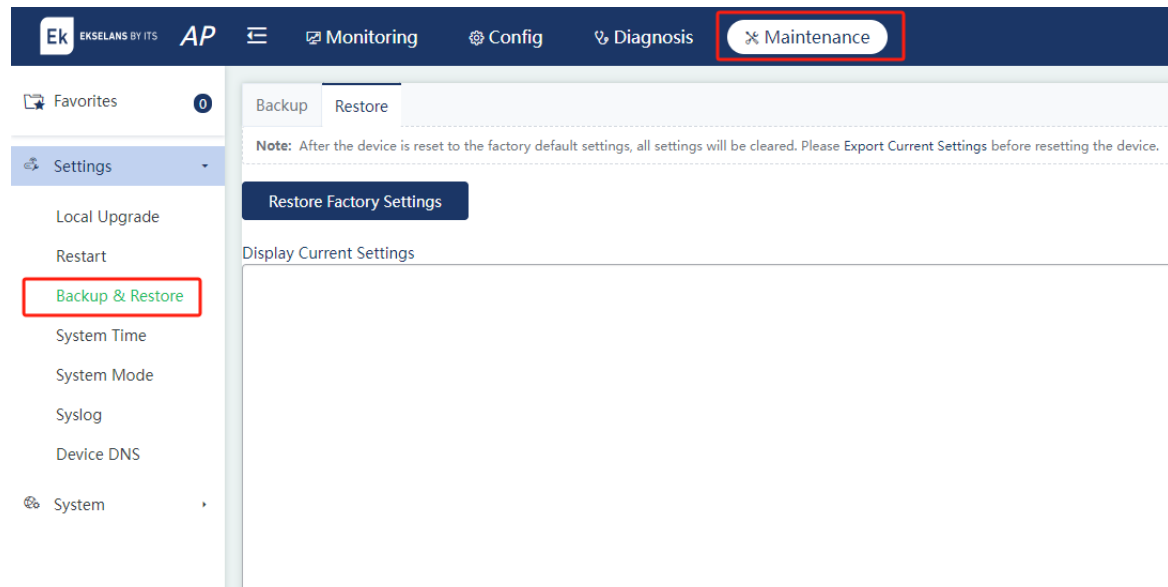 Ek EKSELANS BY ITS AP Monitoring Config Diagnosis Maintenance
Favorites 0
Settings
Local Upgrade
Restart
Backup & Restore
System Time
System Mode
Syslog
Device DNS
System
Backup Restore
Note: After the device is reset to the factory default settings, all settings will be cleared. Please Export Current Settings before resetting the device.
Restore Factory Settings
Display Current Settings